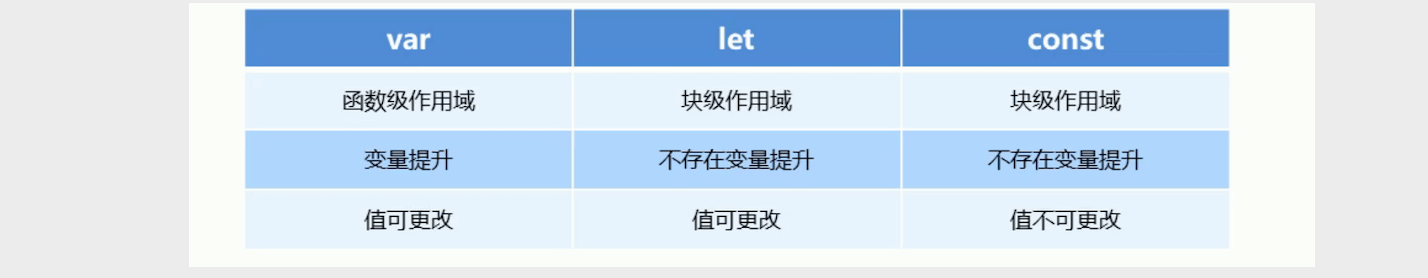 var let const
函数级作用域 块级作用域 块级作用域
变量提升 不存在变量提升 不存在变量提升
值可更改 值可更改 值不可更改